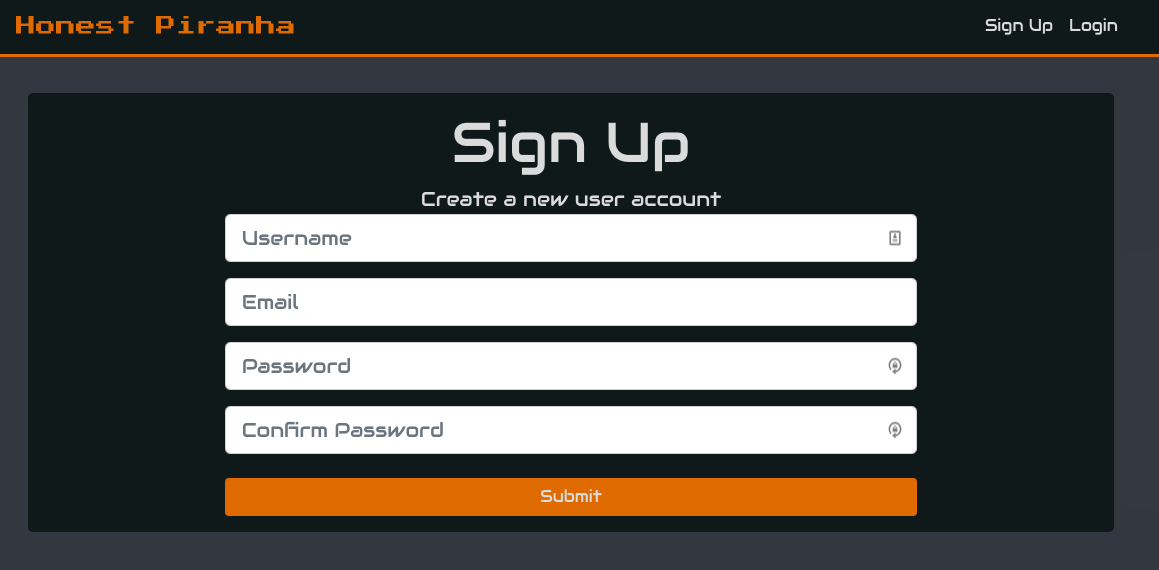 Honest Piranha
Sign Up Login
Sign Up
Create a new user account
Username
Email
Password
Confirm Password
Submit